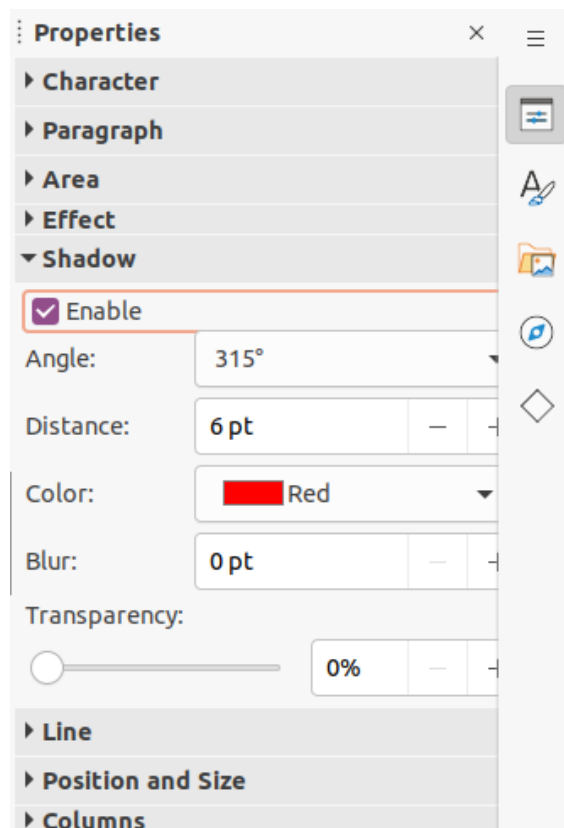 Properties
Character
Paragraph
Area
Effect
Shadow
Enable
Angle: 315°
Distance: 6 pt
Color: Red
Blur: 0 pt
Transparency:
0%
Line
Position and Size
Columns